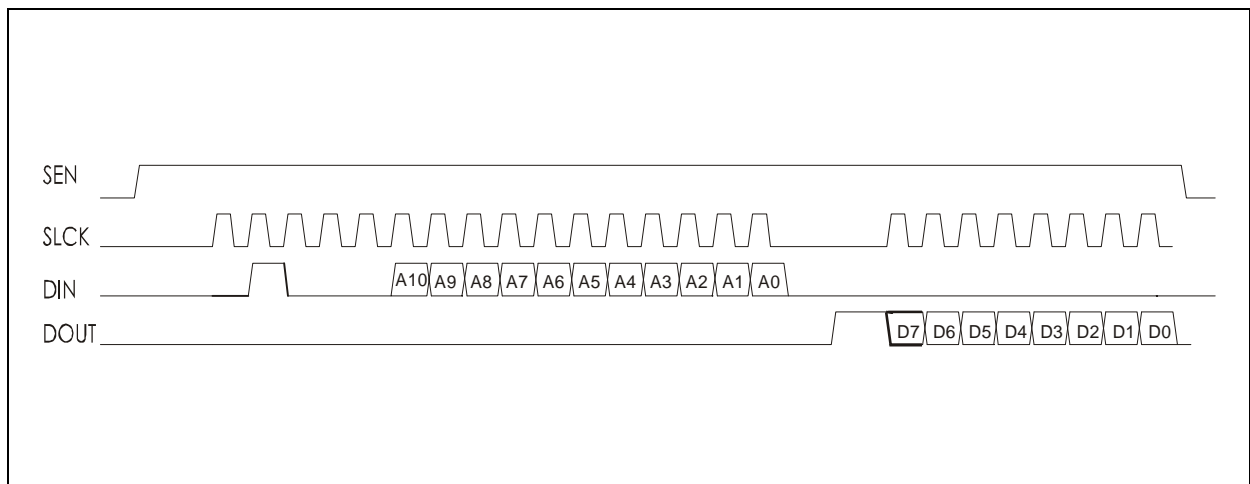 SEN
SLCK
DIN A10 A9 A8 A7 A6 A5 A4 A3 A2 A1 A0
DOUT D7 D6 D5 D4 D3 D2 D1 D0